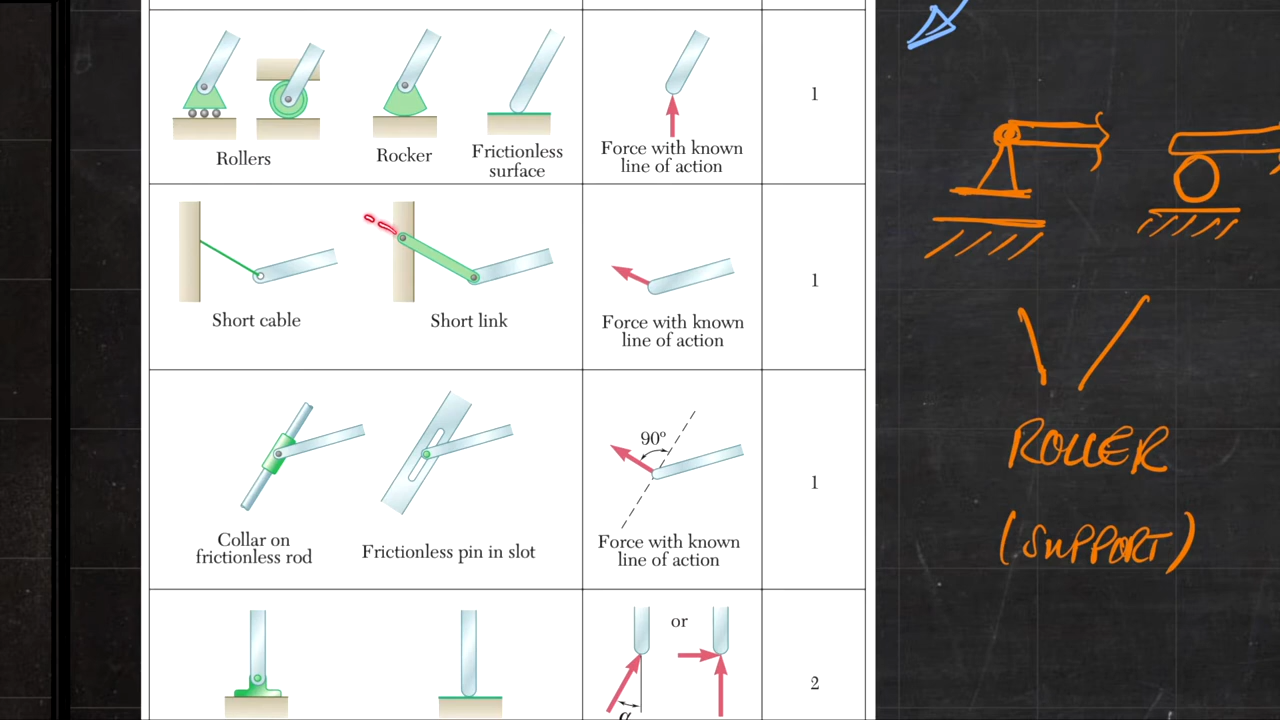 Rollers
Rocker
Frictionless
surface
Force with known
line of action
1
Short cable
Short link
Force with known
line of action
1
Collar on
frictionless rod
Frictionless pin in slot
90º
Force with known
line of action
1
or
α
2
ROLLER
(SUPPORT)